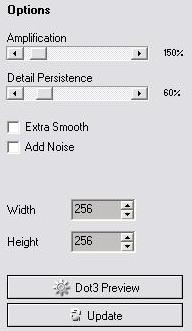 Options
Amplification
150%
Detail Persistence
60%
Extra Smooth
Add Noise
Width 256
Height 256
Dot3 Preview
Update